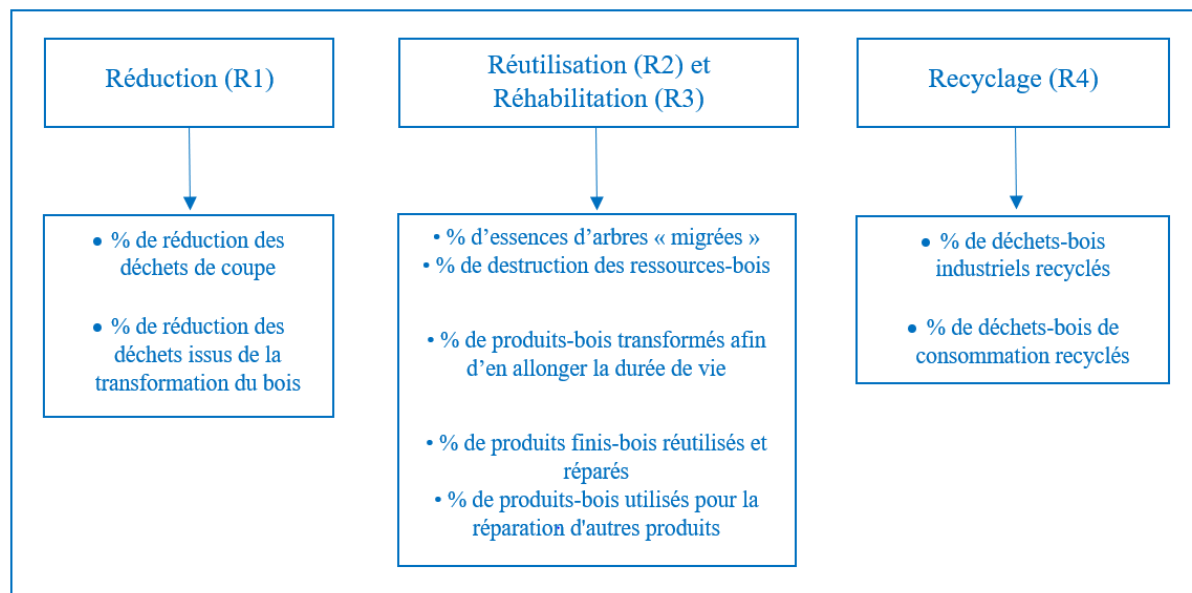 Réduction (R1)
Réutilisation (R2) et
Réhabilitation (R3)
Recyclage (R4)
• % de réduction des
déchets de coupe
• % de réduction des
déchets issus de la
transformation du bois
• % d’essences d’arbres « migrées »
• % de destruction des ressources-bois
• % de produits-bois transformés afin
d’en allonger la durée de vie
• % de produits finis-bois réutilisés et
réparés
• % de produits-bois utilisés pour la
réparation d'autres produits
• % de déchets-bois
industriels recyclés
• % de déchets-bois de
consommation recyclés